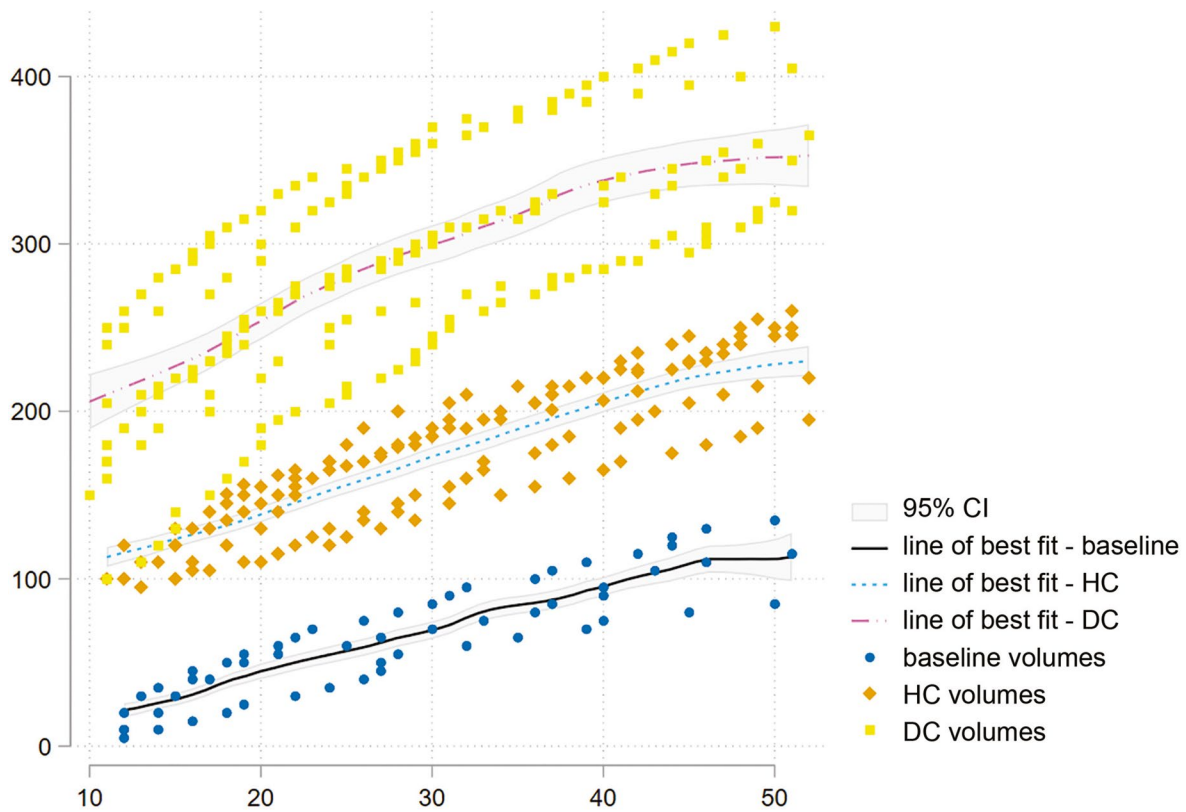 400
300
200
100
0
10 20 30 40 50
95% CI
line of best fit - baseline
line of best fit - HC
line of best fit - DC
baseline volumes
HC volumes
DC volumes